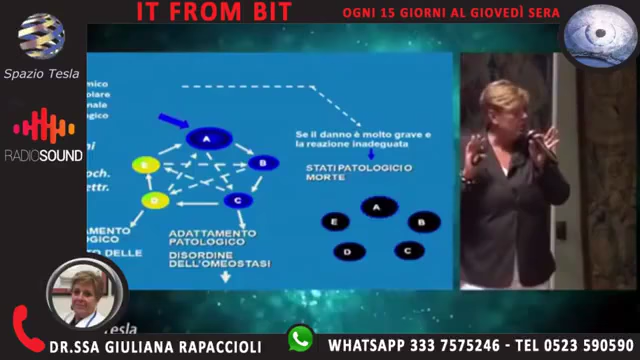 IT FROM BIT
OGNI 15 GIORNI AL GIOVEDÌ SERA
Spazio Tesla
RADIOSOUND
Se il danno è molto grave e
la reazione inadeguata
STATI PATOLOGICI O
MORTE
A
B
C
D
E
A
B
C
D
E
ADATTAMENTO
PATOLOGICO
DISORDINE
DELL'OMEOSTASI
DELLE
Tesla
DR.SSA GIULIANA RAPACCIOLI
WHATSAPP 333 7575246 - TEL 0523 590590